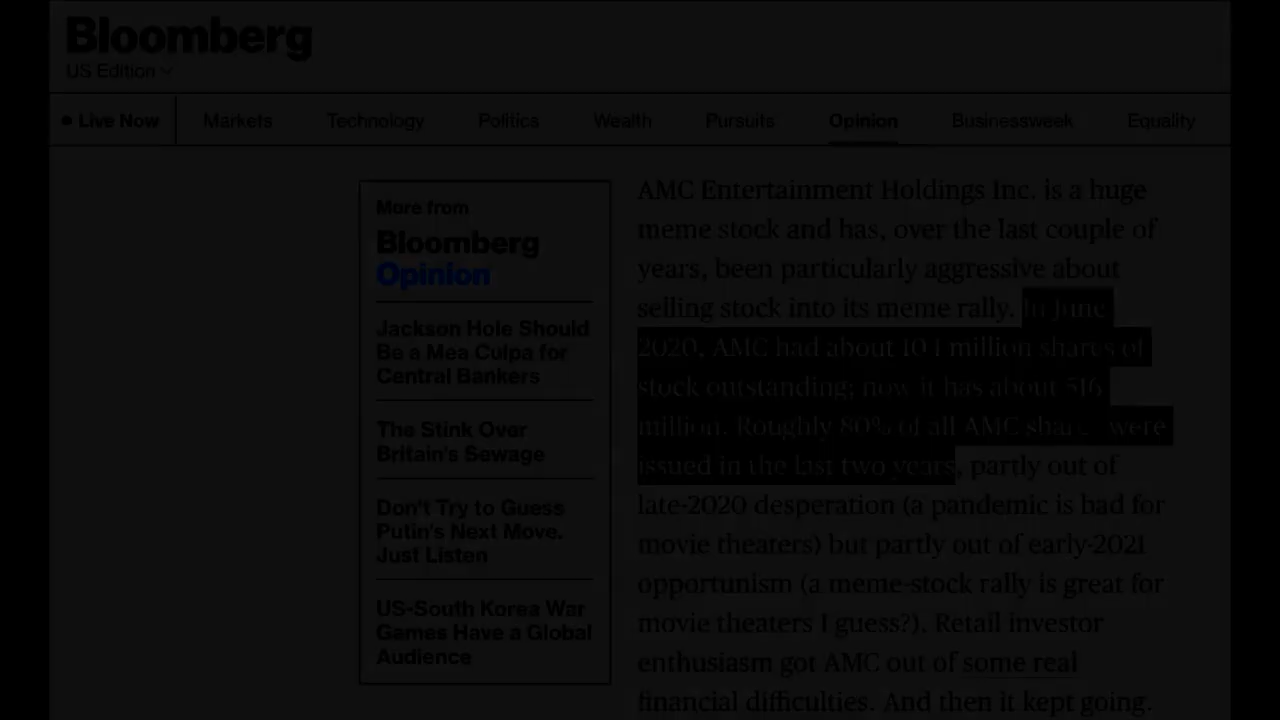 Bloomberg
US Edition
Live Now
Markets
Technology
Politics
Wealth
Pursuits
Opinion
Businessweek
Equality
More from
Bloomberg
Opinion
Jackson Hole Should
Be a Mea Culpa for
Central Bankers
The Stink Over
Britain's Sewage
Don't Try to Guess
Putin's Next Move.
Just Listen
US-South Korea War
Games Have a Global
Audience
AMC Entertainment Holdings Inc. is a huge
meme stock and has, over the last couple of
years, been particularly aggressive about
selling stock into its meme rally. In June
2020, AMC had about 104 million shares of
stock outstanding; now it has about 516
million. Roughly 80% of all AMC shares were
issued in the last two years, partly out of
late-2020 desperation (a pandemic is bad for
movie theaters) but partly out of early-2021
opportunism (a meme-stock rally is great for
movie theaters I guess?). Retail investor
enthusiasm got AMC out of some real
financial difficulties. And then it kept going.